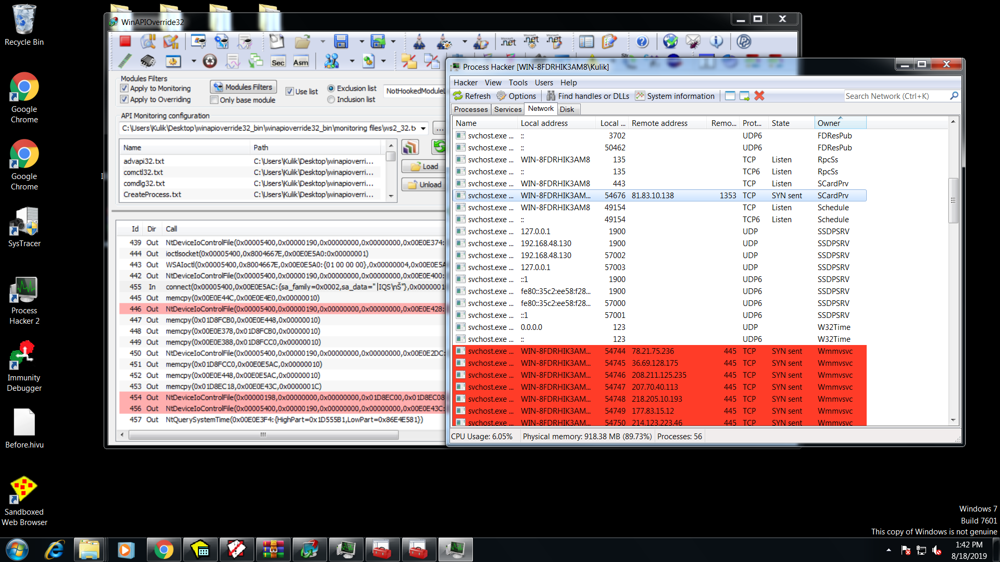 Recycle Bin
Google
Chrome
Google
Chrome
SysTracer
Process
Hacker 2
Immunity
Debugger
Before.hivu
Sandboxed
Web Browser
WinAPIOverride32
.net
.net
.net
Sec
Asm
Modules Filters
Apply to Monitoring
Apply to Overriding
Modules Filters
Only base module
Use list
Exclusion list
Inclusion list
NotHookedModuleL
API Monitoring configuration
C:\Users\Kulik\Desktop\winapioverride32_bin\winapioverride32_bin\monitoring files\ws2_32.tx
...
Name Path
advapi32.txt C:\Users\Kulik\Desktop\winapioverri...
comctl32.txt C:\Users\Kulik\Desktop\winapioverri...
comdlg32.txt C:\Users\Kulik\Desktop\winapioverri...
CreateProcess.txt C:\Users\Kulik\Desktop\winapioverri...
Load
Unload
Id Dir Call
439 Out NtDeviceIoControlFile(0x00005400,0x00000190,0x00000000,0x00000000,0x00E0E374:
444 Out ioctlsocket(0x00005400,0x8004667E,0x00E0E5A0:0x00000001)
443 Out WSAIoctl(0x00005400,0x8004667E,0x00E0E5A0:{01 00 00 00},0x00000004,0x00E0E5A
442 Out NtDeviceIoControlFile(0x00005400,0x00000190,0x00000000,0x00000000,0x00E0E400:
455 In connect(0x00005400,0x00E0E5AC:{sa_family=0x0002,sa_data="|IQS\nŠ"},0x0000001
445 Out memcpy(0x00E0E44C,0x00E0E4E0,0x00000010)
446 Out NtDeviceIoControlFile(0x00005400,0x00000190,0x00000000,0x00000000,0x00E0E428:
447 Out memcpy(0x01D8FCB0,0x00E0E448,0x00000010)
448 Out memcpy(0x00E0E378,0x01D8FCB0,0x00000010)
449 Out memcpy(0x00E0E388,0x01D8FCC0,0x00000010)
450 Out NtDeviceIoControlFile(0x00005400,0x00000190,0x00000000,0x00000000,0x00E0E2DC:
451 Out memcpy(0x01D8FCC0,0x00E0E5AC,0x00000010)
452 Out memcpy(0x00E0E448,0x00E0E5AC,0x00000010)
453 Out memcpy(0x01D8EC18,0x00E0E43C,0x0000001C)
454 Out NtDeviceIoControlFile(0x00000198,0x00000000,0x00000000,0x01D8EC00,0x01D8EC08
456 Out NtDeviceIoControlFile(0x00005400,0x00000190,0x00000000,0x00000000,0x00E0E43C:
457 Out NtQuerySystemTime(0x00E0E3F4:{HighPart=0x1D555B1,LowPart=0x86E4E581})
Process Hacker [WIN-8FDRHIK3AM8\Kulik]
Hacker View Tools Users Help
Refresh Options Find handles or DLLs System information
Search Network (Ctrl+K)
Processes Services Network Disk
Name Local address Local ... Remote address Remo... Prot... State Owner
svchost.exe ... :: 3702 UDP6 FDResPub
svchost.exe ... :: 50462 UDP6 FDResPub
svchost.exe ... WIN-8FDRHIK3AM8 135 TCP Listen RpcSs
svchost.exe ... :: 135 TCP6 Listen RpcSs
svchost.exe ... WIN-8FDRHIK3AM8 443 TCP Listen SCardPrv
svchost.exe ... WIN-8FDRHIK3AM... 54676 81.83.10.138 1353 TCP SYN sent SCardPrv
svchost.exe ... WIN-8FDRHIK3AM8 49154 TCP Listen Schedule
svchost.exe ... :: 49154 TCP6 Listen Schedule
svchost.exe ... 127.0.0.1 1900 UDP SSDPSRV
svchost.exe ... 192.168.48.130 1900 UDP SSDPSRV
svchost.exe ... 192.168.48.130 57002 UDP SSDPSRV
svchost.exe ... 127.0.0.1 57003 UDP SSDPSRV
svchost.exe ... ::1 1900 UDP6 SSDPSRV
svchost.exe ... fe80::35c2:ee58:f28... 1900 UDP6 SSDPSRV
svchost.exe ... fe80::35c2:ee58:f28... 57000 UDP6 SSDPSRV
svchost.exe ... ::1 57001 UDP6 SSDPSRV
svchost.exe ... 0.0.0.0 123 UDP W32Time
svchost.exe ... :: 123 UDP6 W32Time
svchost.exe ... WIN-8FDRHIK3AM... 54744 78.21.75.236 445 TCP SYN sent Wmmvsvc
svchost.exe ... WIN-8FDRHIK3AM... 54745 36.69.128.175 445 TCP SYN sent Wmmvsvc
svchost.exe ... WIN-8FDRHIK3AM... 54746 208.211.125.235 445 TCP SYN sent Wmmvsvc
svchost.exe ... WIN-8FDRHIK3AM... 54747 207.70.40.113 445 TCP SYN sent Wmmvsvc
svchost.exe ... WIN-8FDRHIK3AM... 54748 218.205.10.193 445 TCP SYN sent Wmmvsvc
svchost.exe ... WIN-8FDRHIK3AM... 54749 177.83.15.12 445 TCP SYN sent Wmmvsvc
svchost.exe ... WIN-8FDRHIK3AM... 54750 214.123.223.46 445 TCP SYN sent Wmmvsvc
CPU Usage: 6.05% Physical memory: 918.38 MB (89.73%) Processes: 56
Windows 7
Build 7601
This copy of Windows is not genuine
1:42 PM
8/18/2019